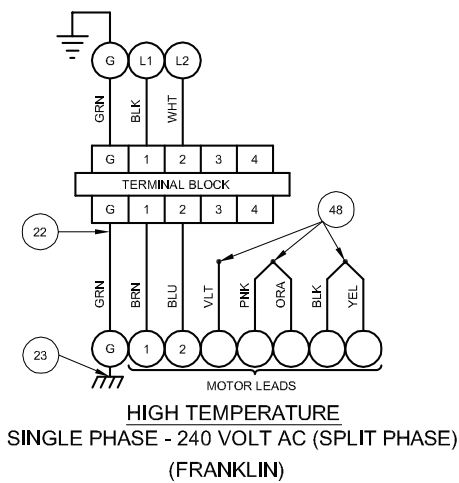 G L1 L2
GRN BLK WHT
G 1 2 3 4
TERMINAL BLOCK
G 1 2 3 4
22 48
GRN BRN BLU VLT PNK ORA BLK YEL
23 G 1 2
MOTOR LEADS
HIGH TEMPERATURE
SINGLE PHASE - 240 VOLT AC (SPLIT PHASE)
(FRANKLIN)